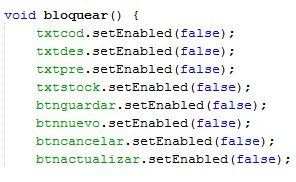 void bloquear() {
txtcod.setEnabled(false);
txtdes.setEnabled(false);
txtpre.setEnabled(false);
txtstock.setEnabled(false);
btnguardar.setEnabled(false);
btnnuevo.setEnabled(false);
btncancelar.setEnabled(false);
btnactualizar.setEnabled(false);